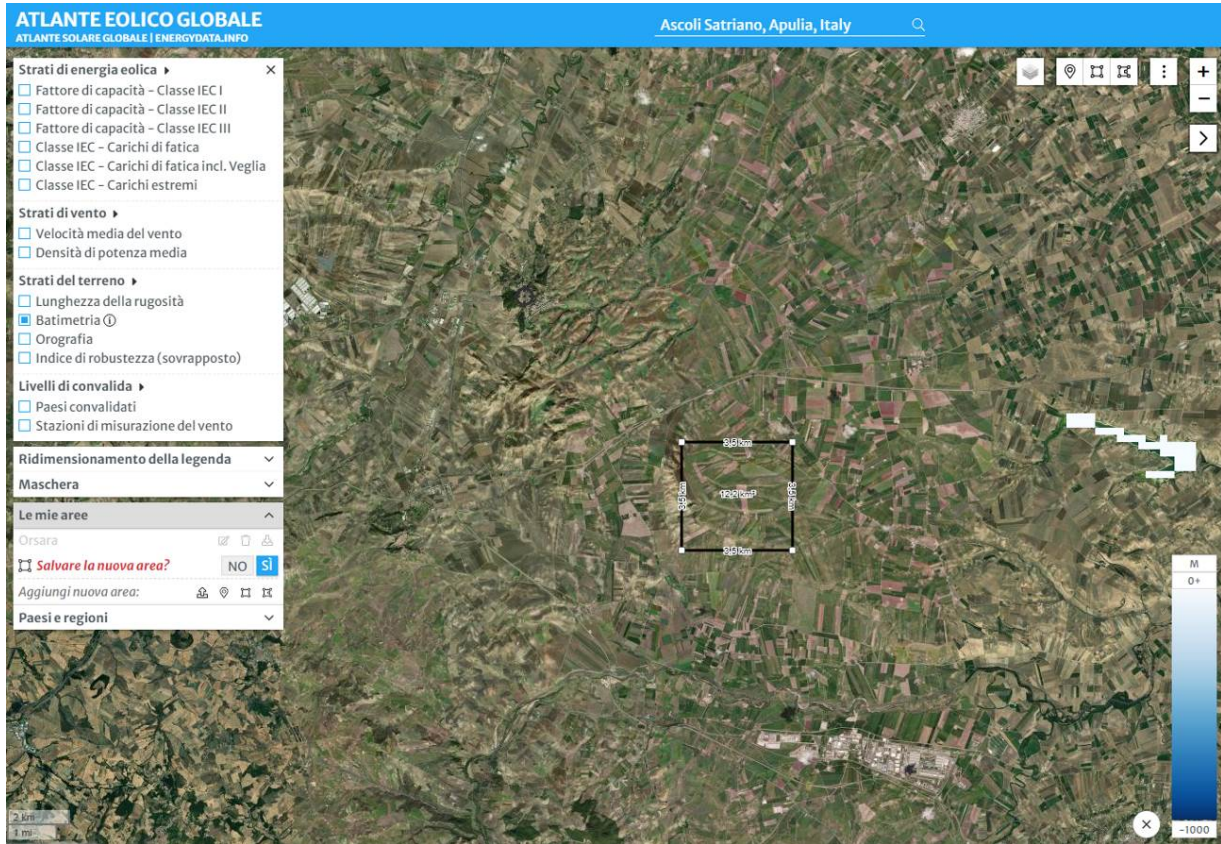 ATLANTE EOLICO GLOBALE
ATLANTE SOLARE GLOBALE | ENERGYDATA.INFO
Ascoli Satriano, Apulia, Italy
Strati di energia eolica
Fattore di capacità – Classe IEC I
Fattore di capacità – Classe IEC II
Fattore di capacità – Classe IEC III
Classe IEC – Carichi di fatica
Classe IEC – Carichi di fatica incl. Veglia
Classe IEC – Carichi estremi
Strati di vento
Velocità media del vento
Densità di potenza media
Strati del terreno
Lunghezza della rugosità
Batimetria
Orografia
Indice di robustezza (sovrapposto)
Livelli di convalida
Paesi convalidati
Stazioni di misurazione del vento
Ridimensionamento della legenda
Maschera
Le mie aree
Orsara
Salvare la nuova area? NO SÌ
Aggiungi nuova area:
Paesi e regioni
2 km
1 mi
3,5 km
3,5 km
3,5 km
M
0+
-1000